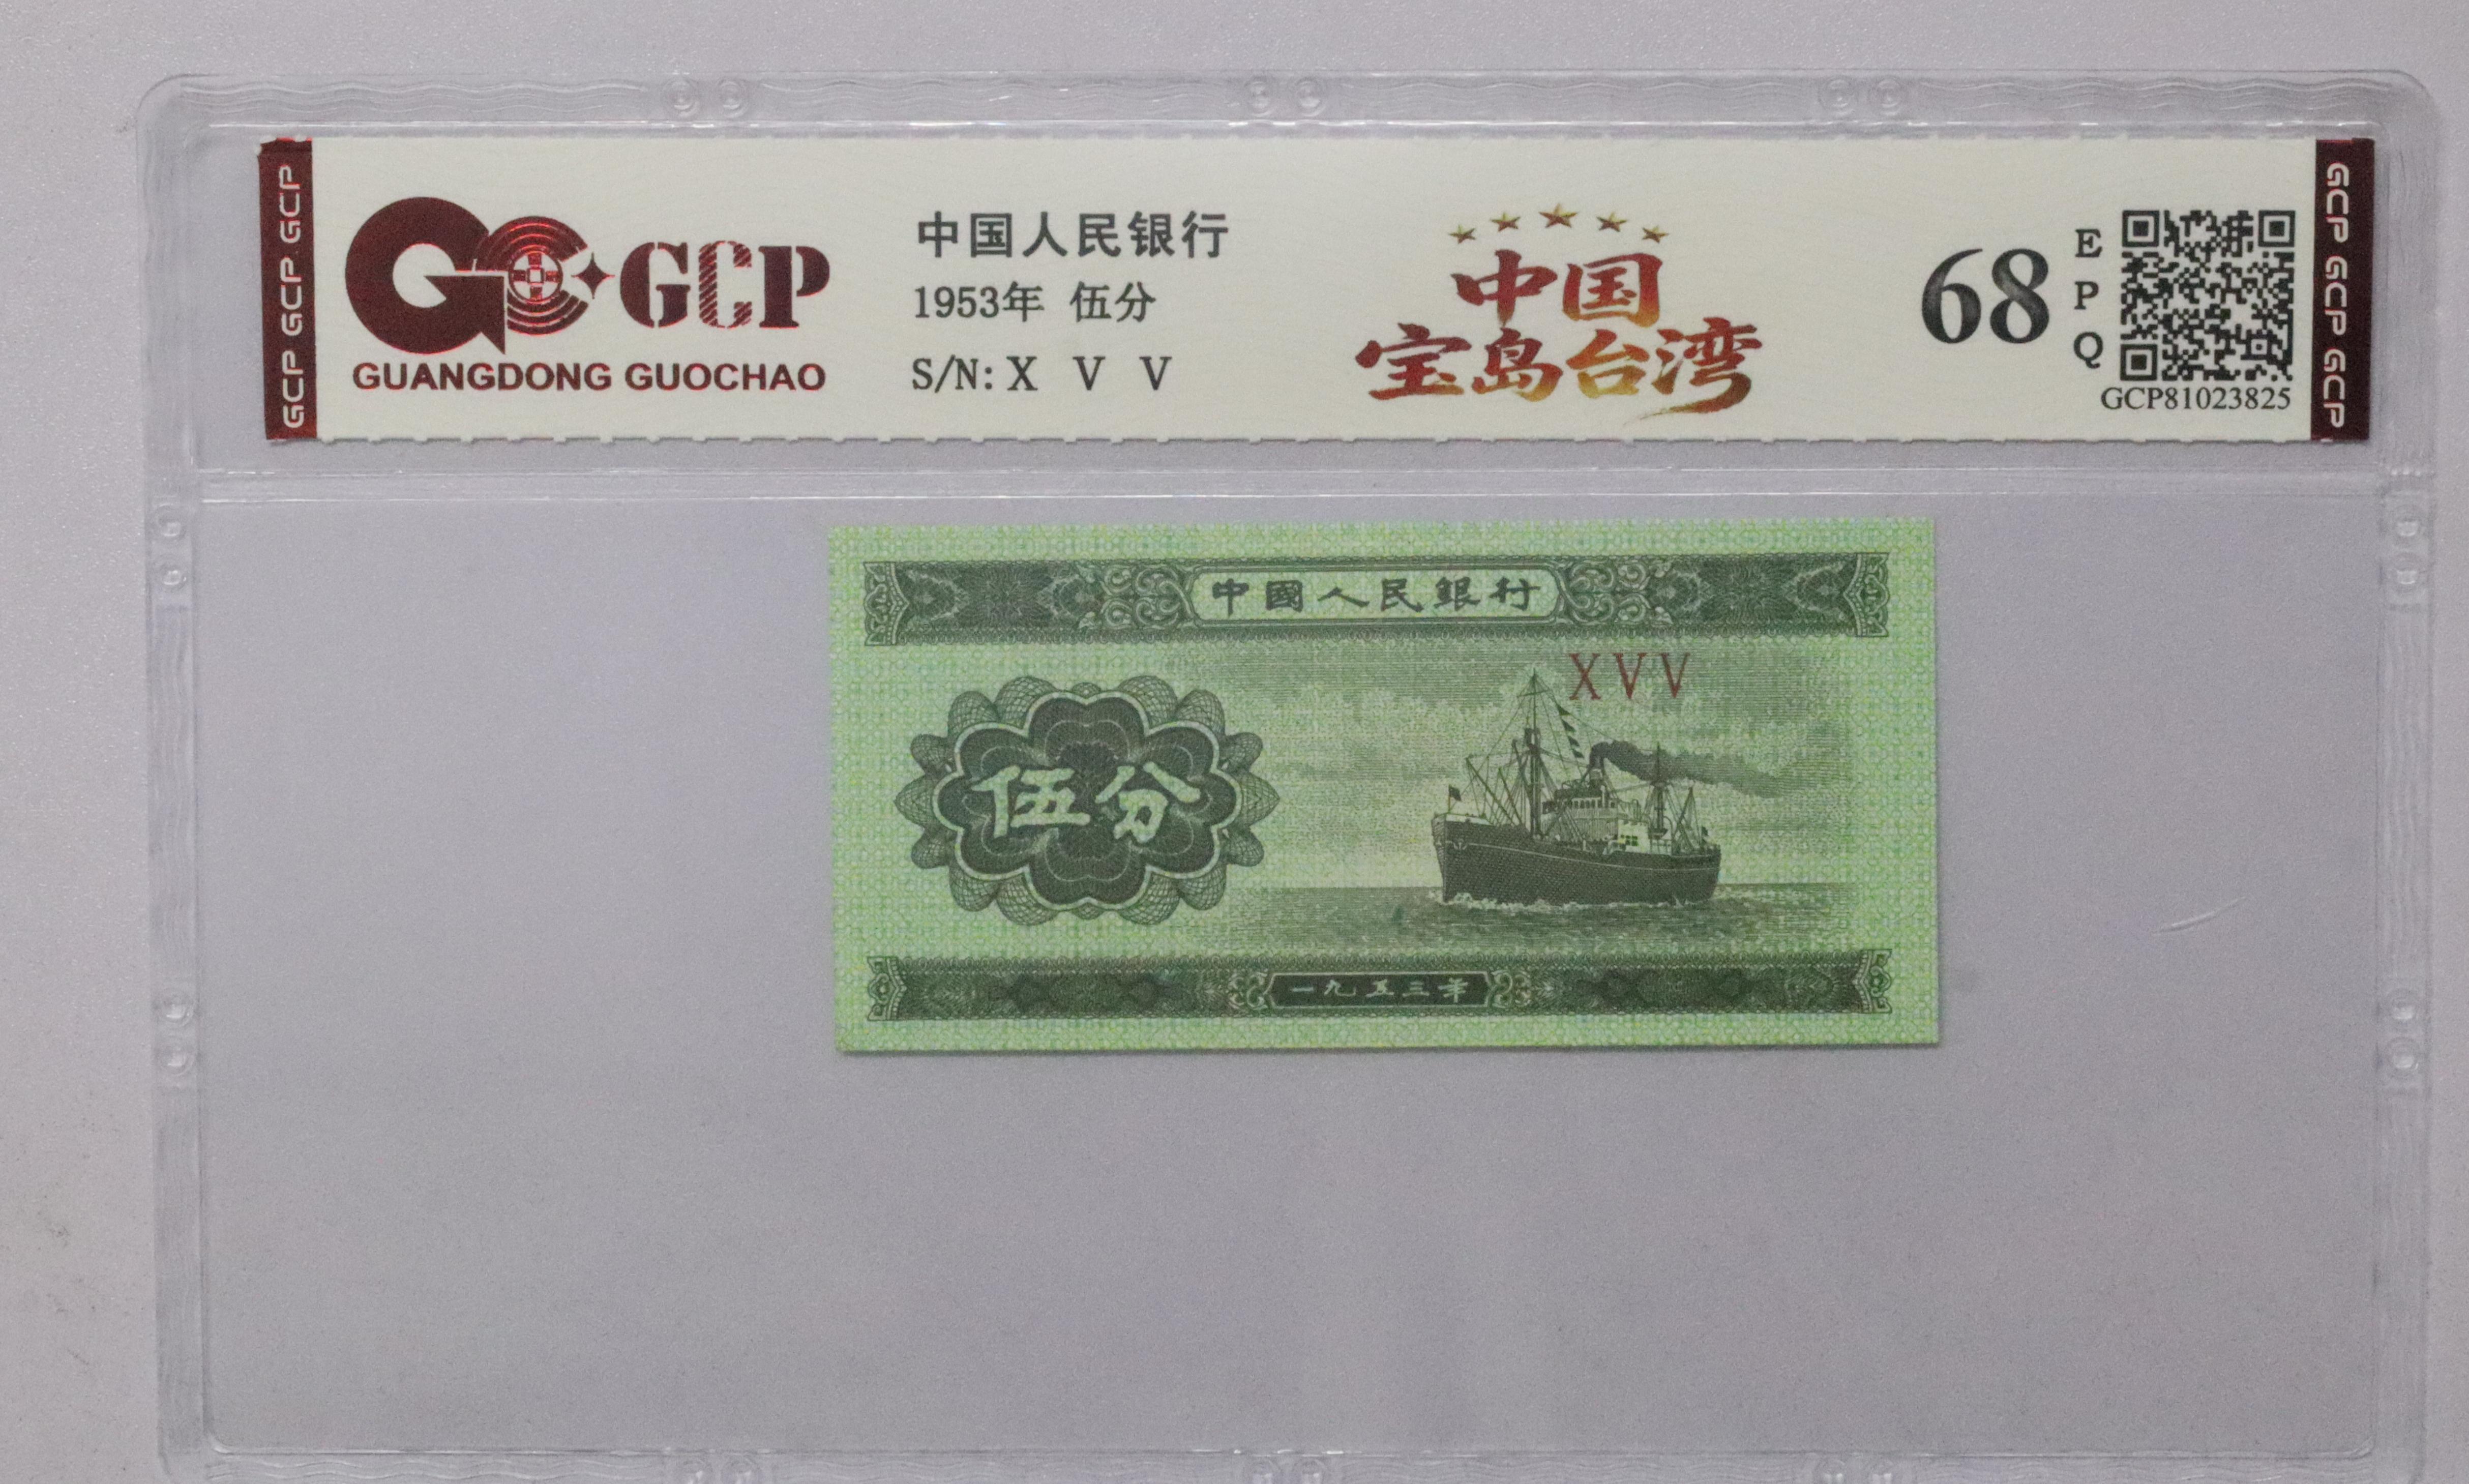 GCP GCP GCP
GCP
GUANGDONG GUOCHAO
中国人民银行
1953年 伍分
S/N: X V V
中国
宝岛台湾
68
E
P
Q
GCP81023825
GCP GCP GCP
中國人民銀行
XVV
伍分
一九五三年